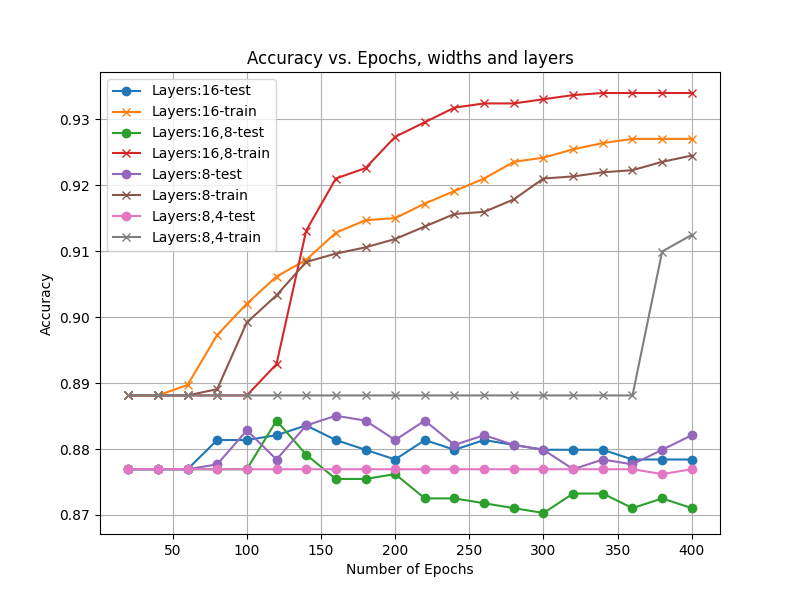 Accuracy vs. Epochs, widths and layers
Layers:16-test
Layers:16-train
Layers:16,8-test
Layers:16,8-train
Layers:8-test
Layers:8-train
Layers:8,4-test
Layers:8,4-train
0.93
0.92
0.91
0.90
0.89
0.88
0.87
Accuracy
50 100 150 200 250 300 350 400
Number of Epochs